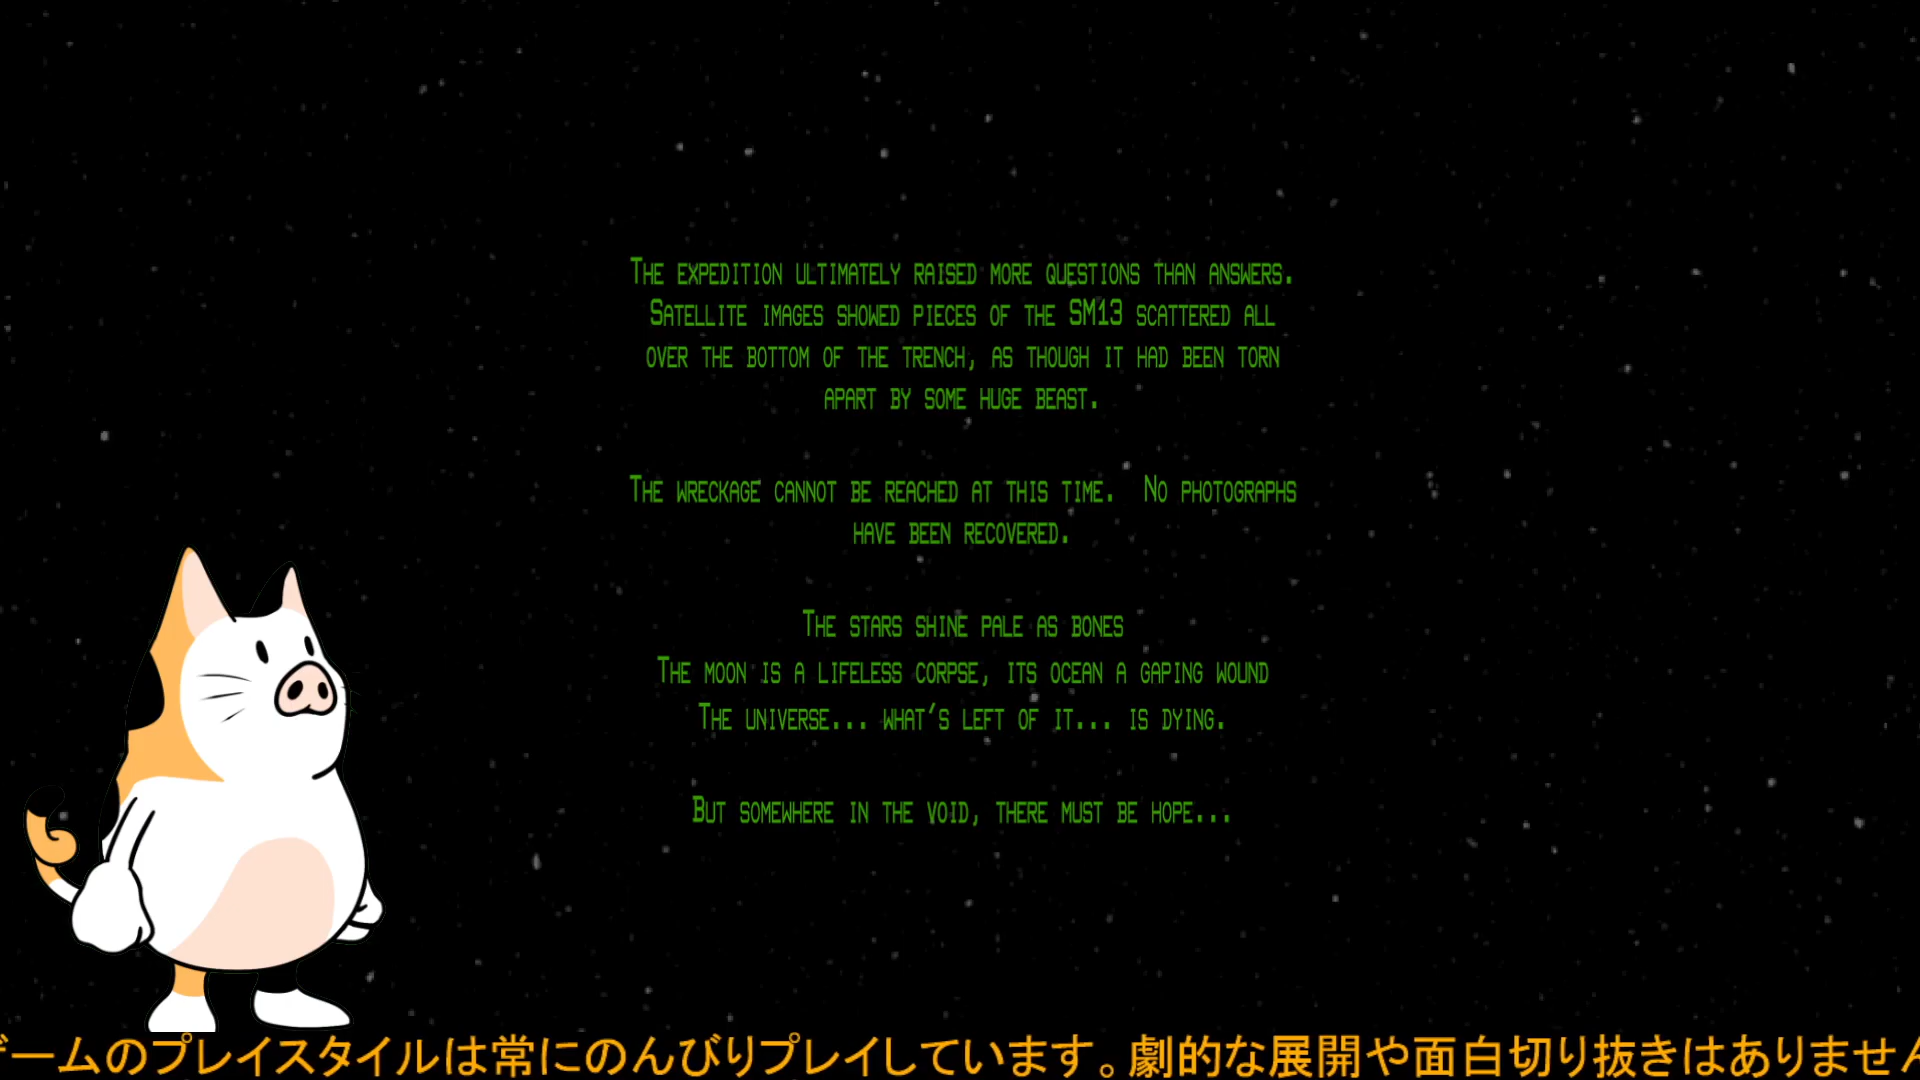 The expedition ultimately raised more questions than answers.
Satellite images showed pieces of the SM13 scattered all
over the bottom of the trench, as though it had been torn
apart by some huge beast.
The wreckage cannot be reached at this time. No photographs
have been recovered.
The stars shine pale as bones
The moon is a lifeless corpse, its ocean a gaping wound
The universe... what's left of it... is dying.
But somewhere in the void, there must be hope...
ゲームのプレイスタイルは常にのんびりプレイしています。劇的な展開や面白切り抜きはありません